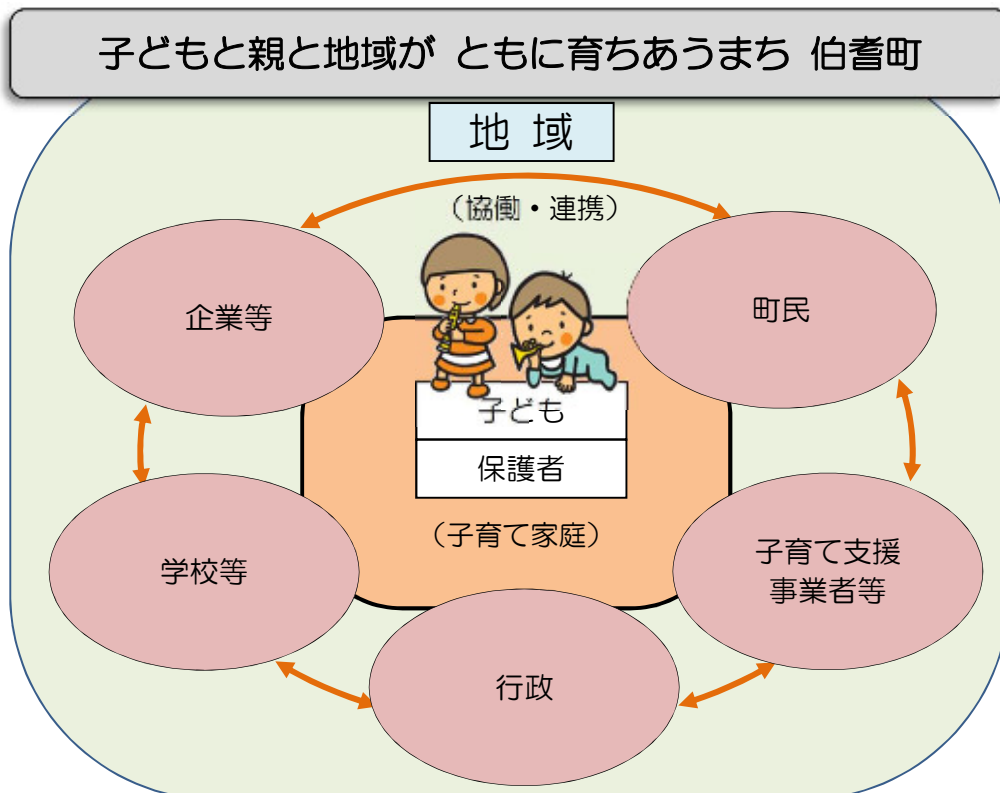 子どもと親と地域が ともに育ちあうまち 伯耆町
地 域
（協働・連携）
企業等
町民
子ども
保護者
（子育て家庭）
学校等
子育て支援
事業者等
行政